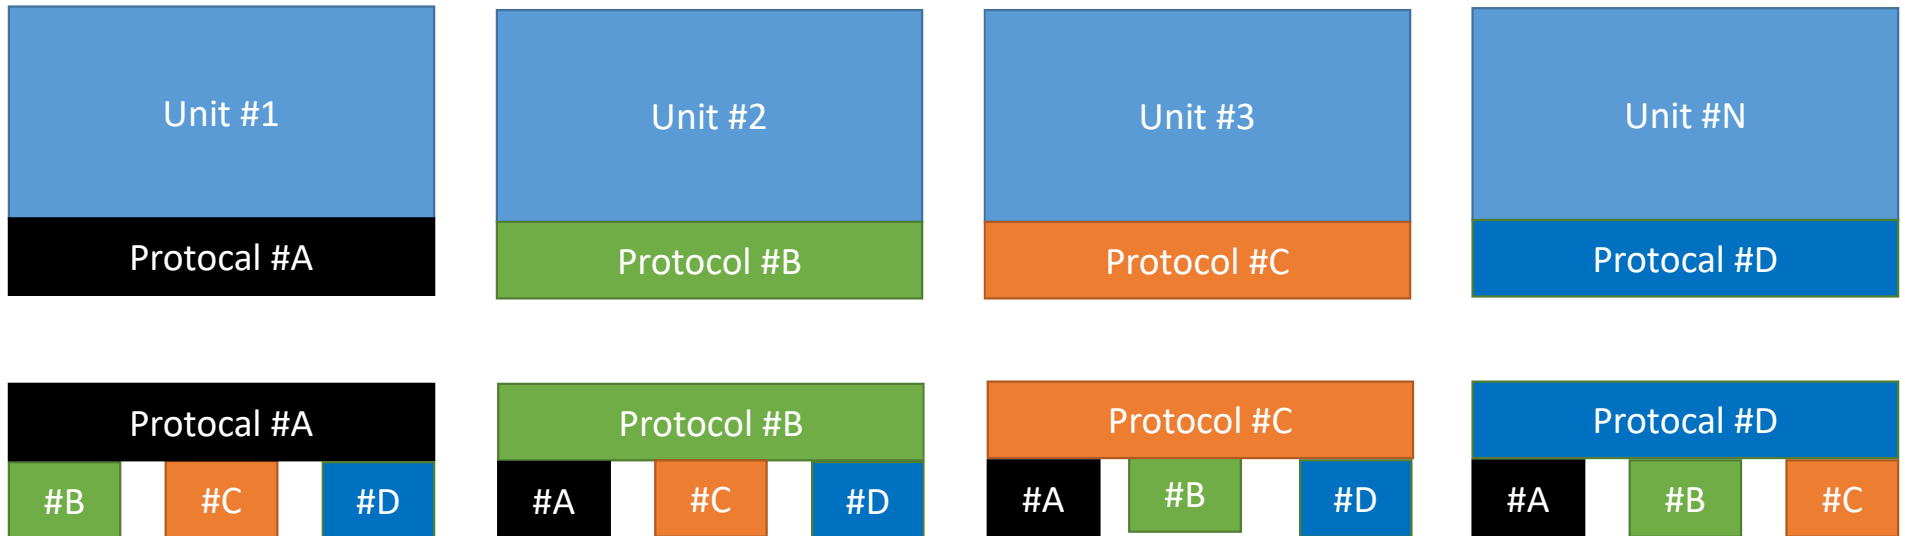 Unit #1
Unit #2
Unit #3
Unit #N
Protocal #A
Protocol #B
Protocol #C
Protocal #D
Protocal #A
Protocol #B
Protocol #C
Protocal #D
#B #C #D
#A #C #D
#A #B #D
#A #B #C